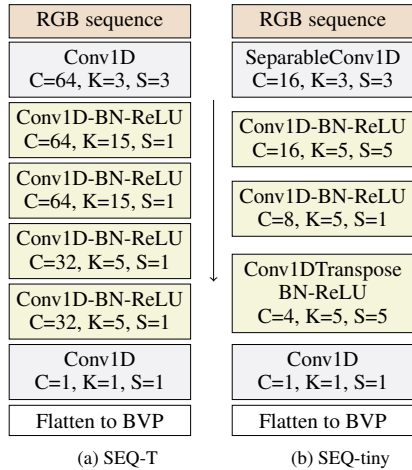 RGB sequence
Conv1D
C=64, K=3, S=3
Conv1D-BN-ReLU
C=64, K=15, S=1
Conv1D-BN-ReLU
C=64, K=15, S=1
Conv1D-BN-ReLU
C=32, K=5, S=1
Conv1D-BN-ReLU
C=32, K=5, S=1
Conv1D
C=1, K=1, S=1
Flatten to BVP
(a) SEQ-T
RGB sequence
SeparableConv1D
C=16, K=3, S=3
Conv1D-BN-ReLU
C=16, K=5, S=5
Conv1D-BN-ReLU
C=8, K=5, S=1
Conv1DTranspose
BN-ReLU
C=4, K=5, S=5
Conv1D
C=1, K=1, S=1
Flatten to BVP
(b) SEQ-tiny